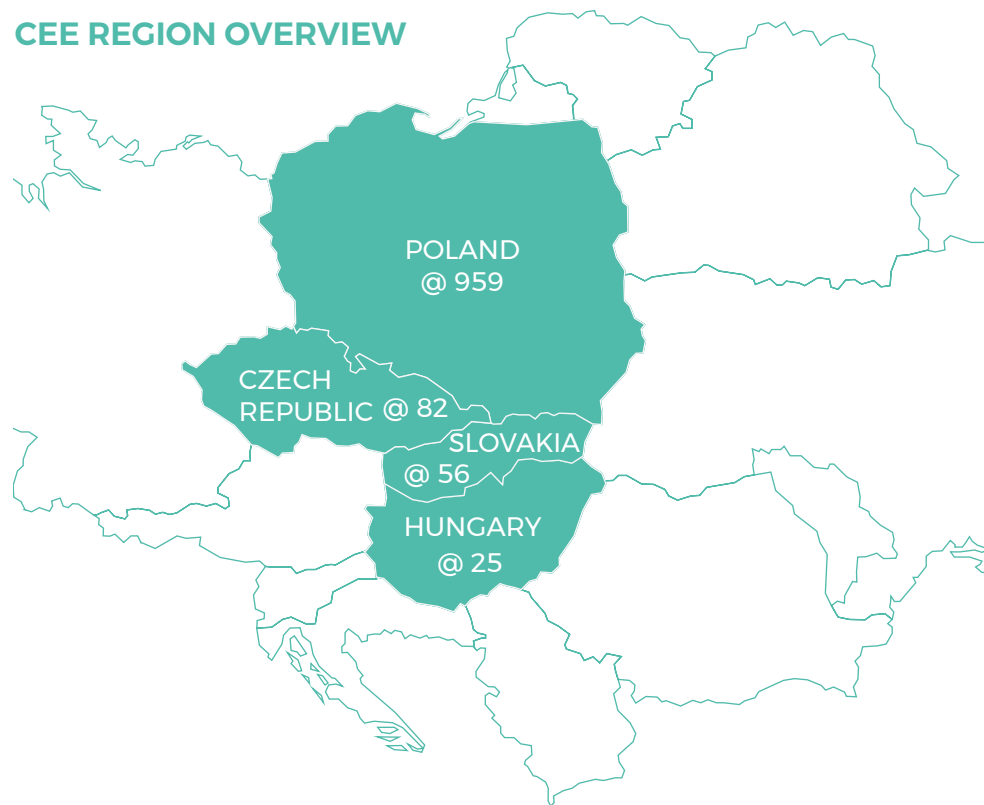 CEE REGION OVERVIEW
POLAND
@ 959
CZECH
REPUBLIC @ 82
SLOVAKIA
@ 56
HUNGARY
@ 25